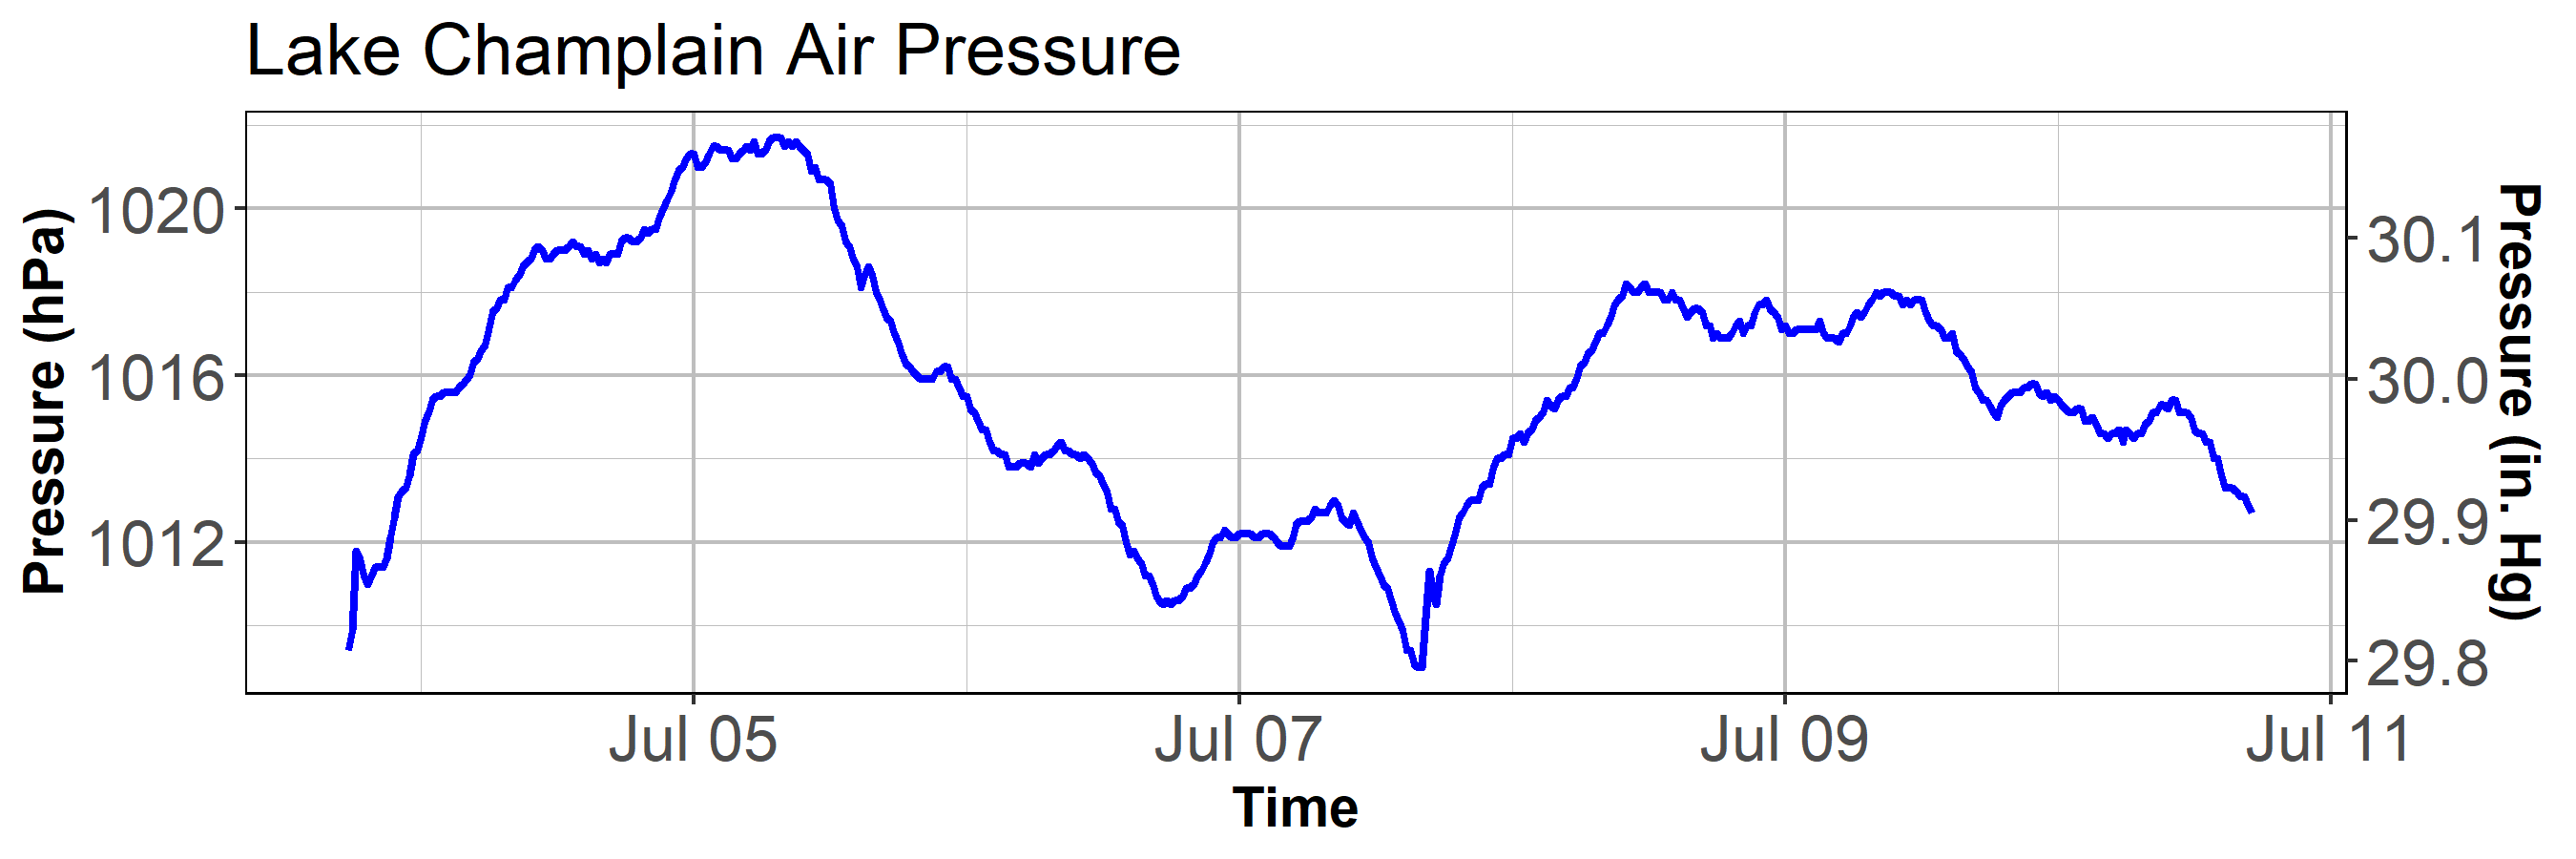 Lake Champlain Air Pressure
Pressure (hPa)
1020
1016
1012
30.1
30.0
29.9
29.8
Pressure (in. Hg)
Jul 05 Jul 07 Jul 09 Jul 11
Time